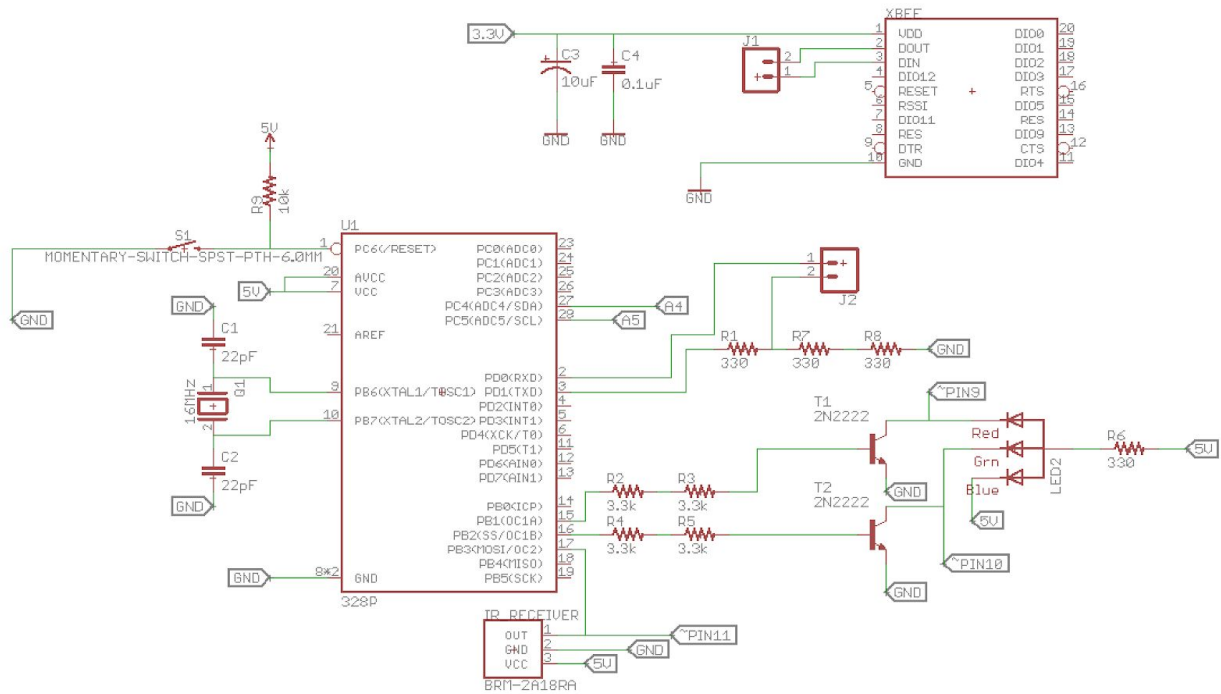 XBEE
3.3V
1 VDD DIO0 20
2 DOUT DIO1 19
3 DIN DIO2 18
4 DIO12 DIO3 17
5 RESET RTS 16
6 RSSI DIO5 15
7 DIO11 RES 14
8 RES DIO9 13
9 DTR CTS 12
10 GND DIO4 11
J1
2
1
C3
10uF
C4
0.1uF
GND
GND
GND
5V
R9
10k
S1
MOMENTARY-SWITCH-SPST-PTH-6.0MM
GND
U1
1 PC6(/RESET) PC0(ADC0) 23
PC1(ADC1) 24
20 AVCC PC2(ADC2) 25
5V
7 VCC PC3(ADC3) 26
PC4(ADC4/SDA) 27 A4
PC5(ADC5/SCL) 28 A5
21 AREF
GND
C1
22pF
16MHz
1
2
Q1
C2
22pF
GND
PD0(RXD) 2
9 PB6(XTAL1/TOSC1) PD1(TXD) 3
PD2(INT0) 4
10 PB7(XTAL2/TOSC2) PD3(INT1) 5
PD4(XCK/T0) 6
PD5(T1) 11
PD6(AIN0) 12
PD7(AIN1) 13
PB0(ICP) 14
PB1(OC1A) 15
PB2(SS/OC1B) 16
PB3(MOSI/OC2) 17
PB4(MISO) 18
GND 8*2 GND PB5(SCK) 19
328P
1
2
J2
R1
330
R7
330
R8
330
GND
T1
2N2222
~PIN9
Red
Grn
Blue
LED2
R6
330
5V
5V
GND
R2
3.3k
R3
3.3k
R4
3.3k
R5
3.3k
T2
2N2222
~PIN10
GND
IR_RECEIVER
OUT 1 ~PIN11
GND 2 GND
VCC 3 5V
BRM-2A18RA